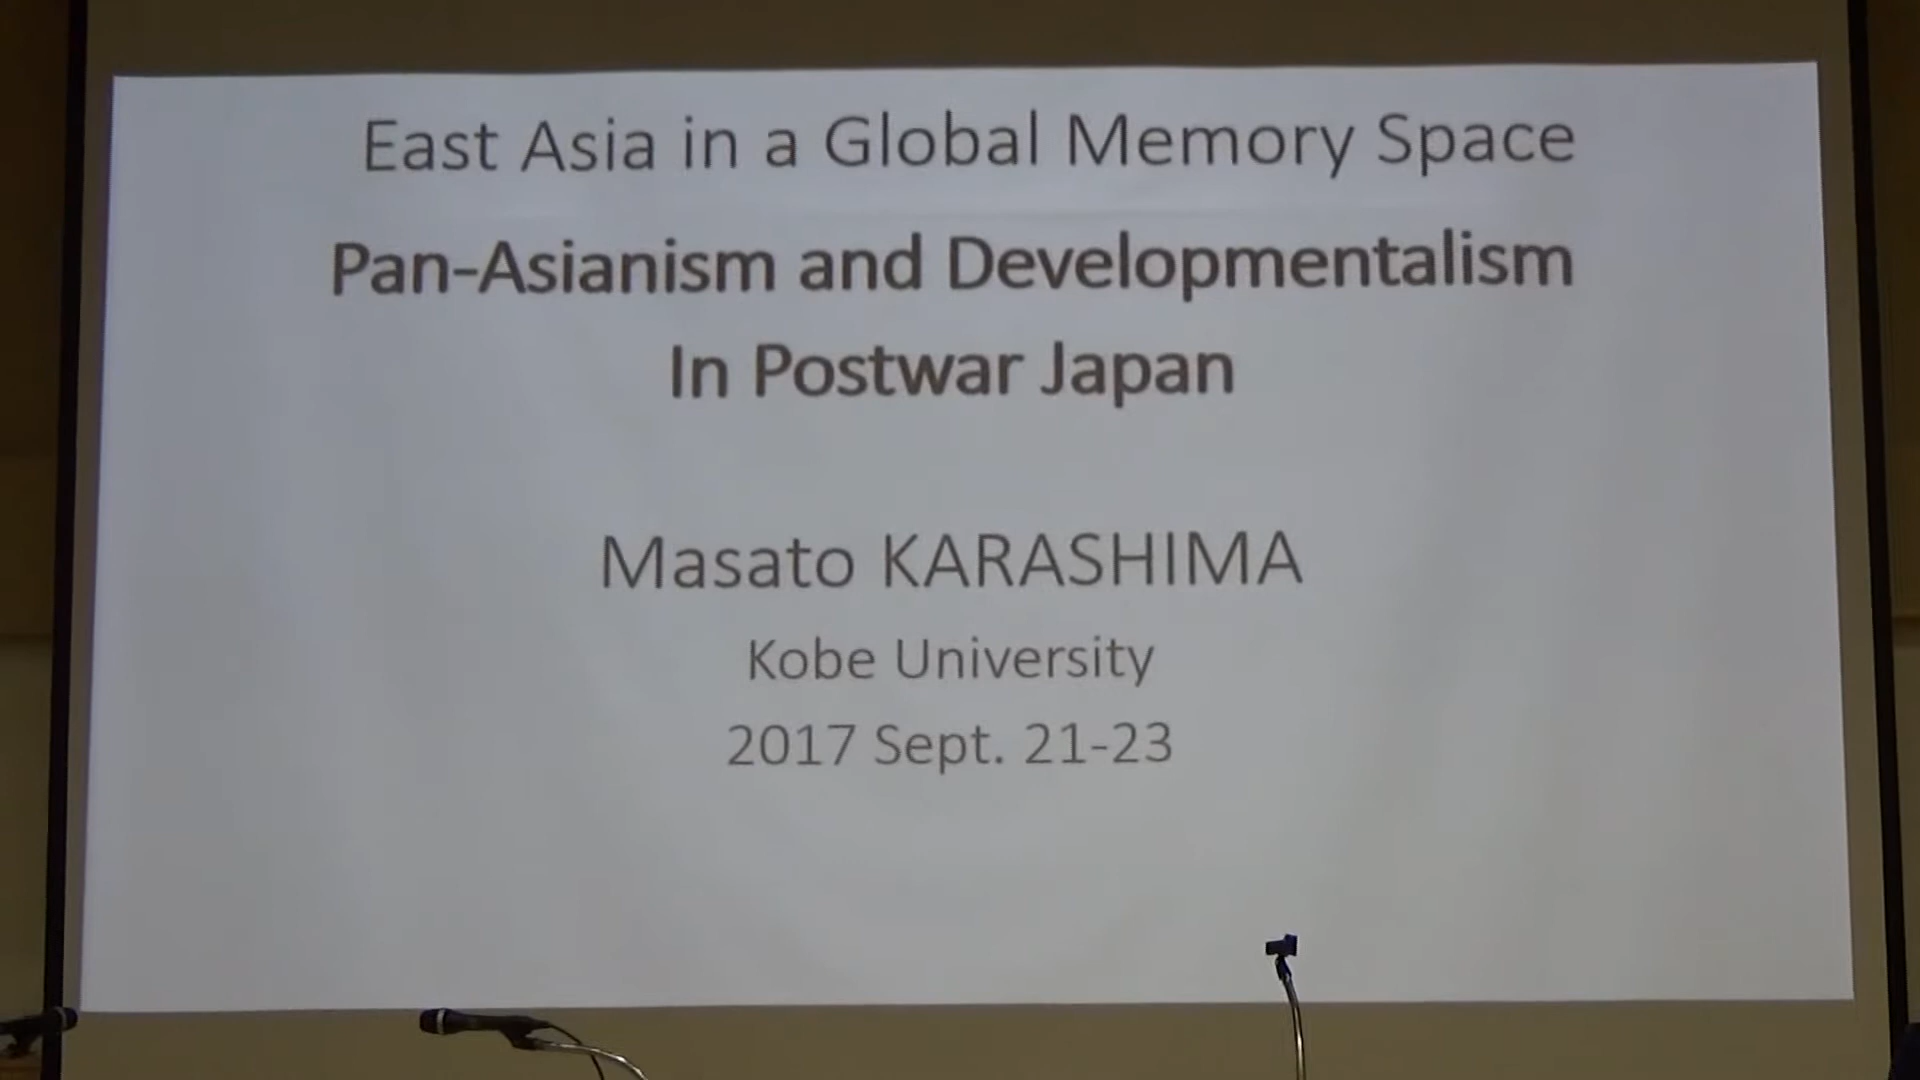 East Asia in a Global Memory Space
Pan-Asianism and Developmentalism
In Postwar Japan
Masato KARASHIMA
Kobe University
2017 Sept. 21-23